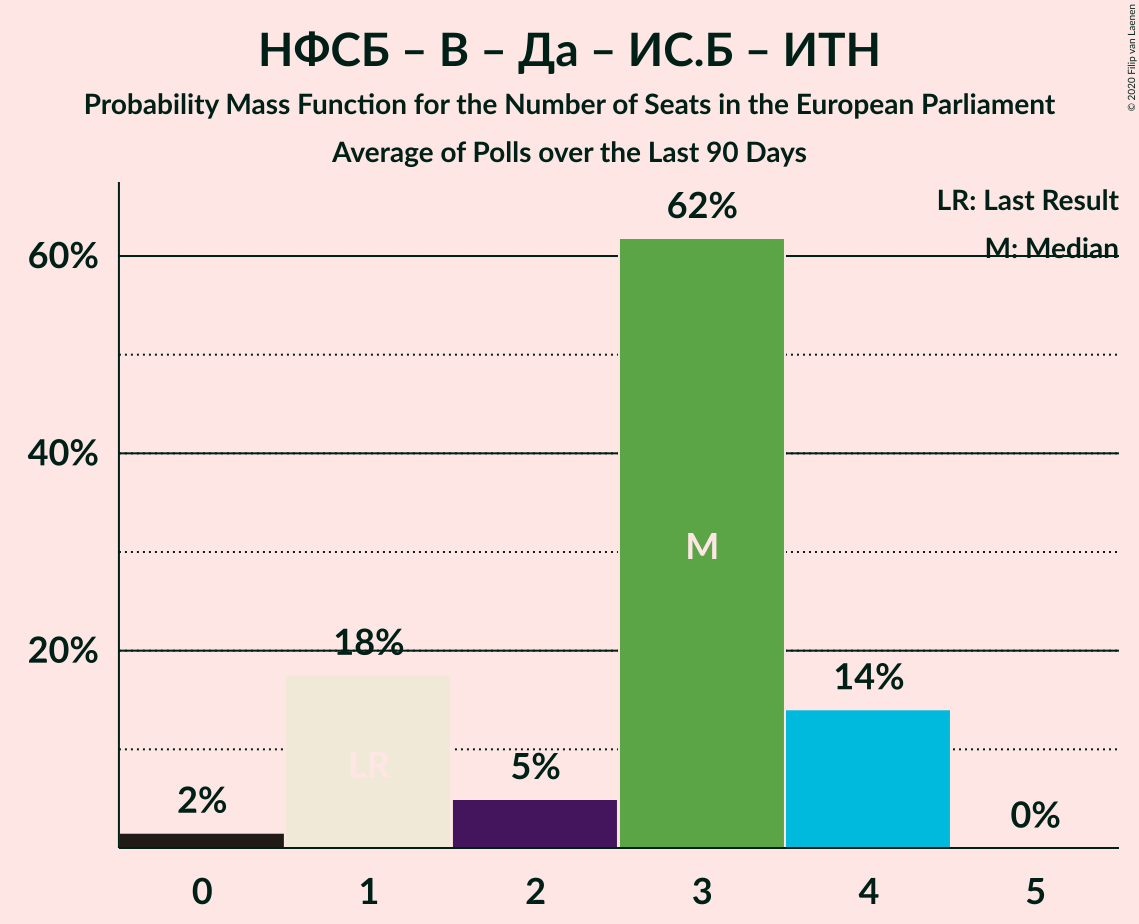 НФСБ – В – Да – ИС.Б – ИТН
Probability Mass Function for the Number of Seats in the European Parliament
Average of Polls over the Last 90 Days
© 2020 Filip van Laenen
LR: Last Result
M: Median
60%
40%
20%
2%
18%
5%
62%
14%
0%
LR
M
0 1 2 3 4 5